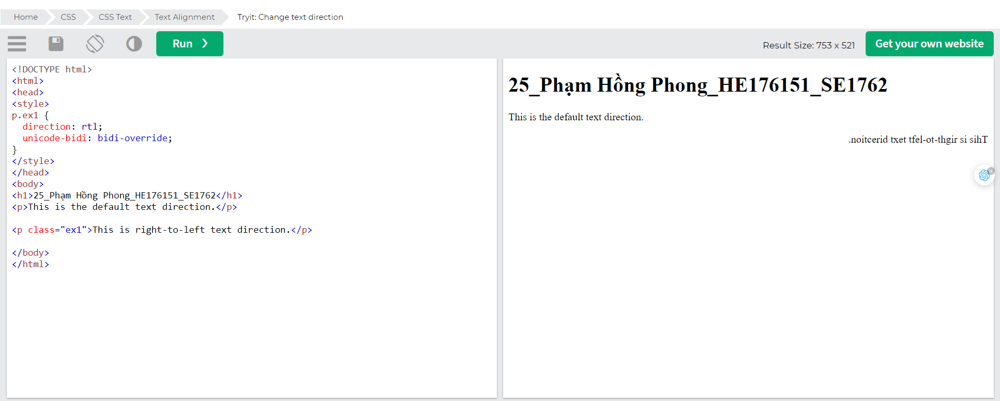 Home CSS CSS Text Text Alignment Tryit: Change text direction
Run ❯ Result Size: 753 x 521 Get your own website
<!DOCTYPE html>
<html>
<head>
<style>
p.ex1 {
  direction: rtl;
  unicode-bidi: bidi-override;
}
</style>
</head>
<body>
<h1>25_Phạm Hồng Phong_HE176151_SE1762</h1>
<p>This is the default text direction.</p>
<p class="ex1">This is right-to-left text direction.</p>
</body>
</html>
25_Phạm Hồng Phong_HE176151_SE1762
This is the default text direction.
.noitcerid txet tfel-ot-thgir si sihT